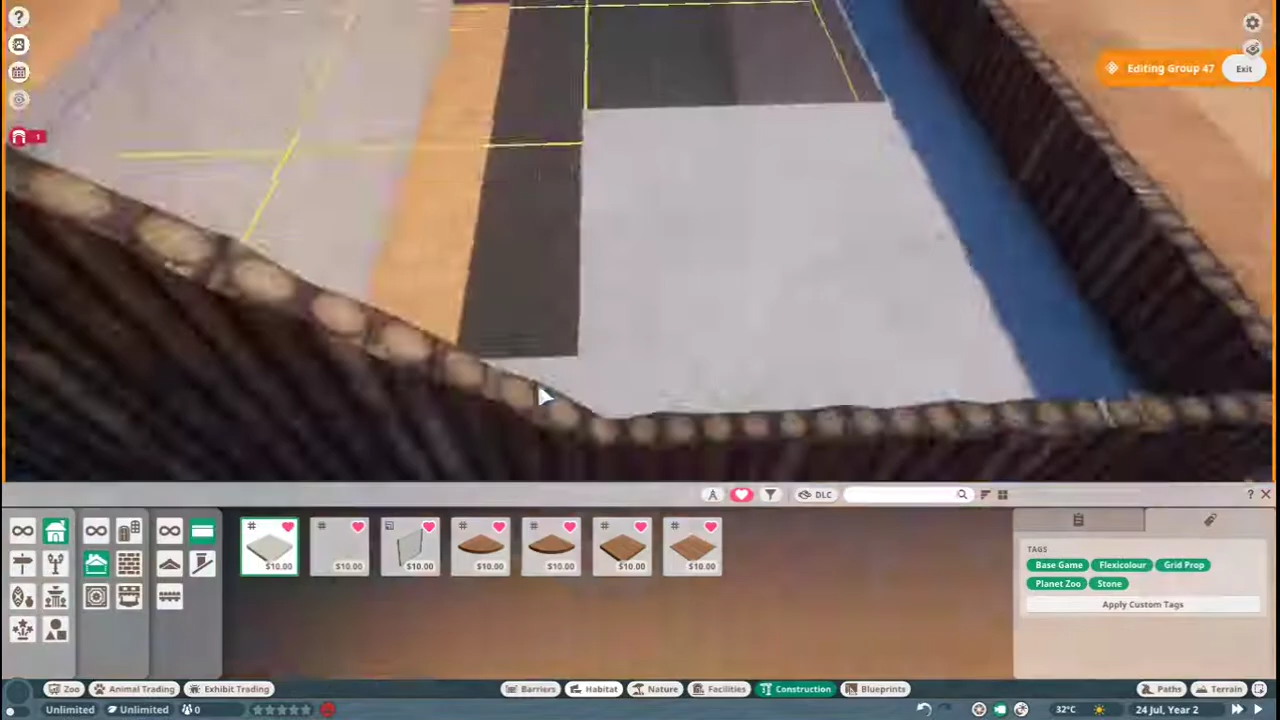 ?
Editing Group 47
Exit
1
DLC
?
$10.00
$10.00
$10.00
$10.00
$10.00
$10.00
$10.00
TAGS
Base Game
Flexicolour
Grid Prop
Planet Zoo
Stone
Apply Custom Tags
Zoo
Animal Trading
Exhibit Trading
Barriers
Habitat
Nature
Facilities
Construction
Blueprints
Paths
Terrain
Unlimited
Unlimited
0
32°C
24 Jul, Year 2